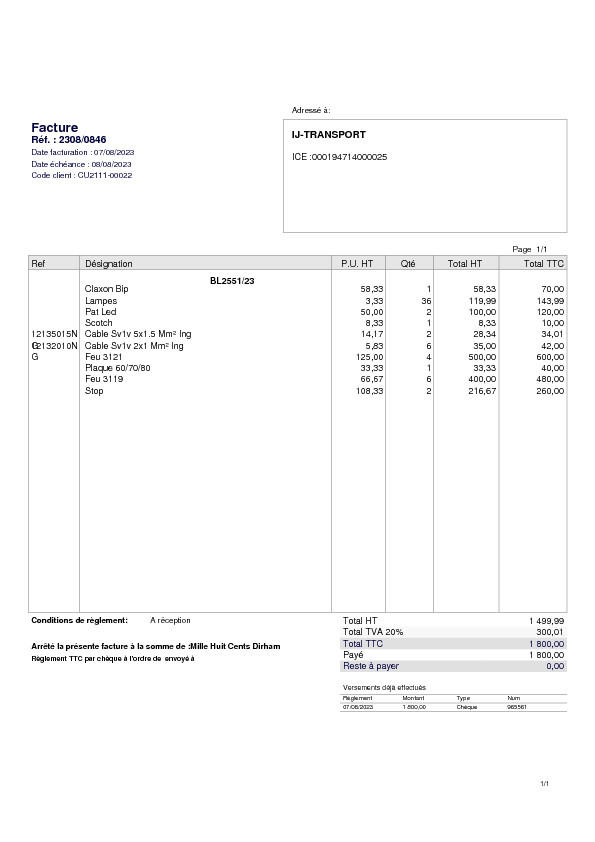 Adressé à:
Facture
Réf. : 2308/0846
Date facturation : 07/08/2023
Date échéance : 08/08/2023
Code client : CU2111-00022
IJ-TRANSPORT
ICE :000194714000025
Page 1/1
Ref Désignation P.U. HT Qté Total HT Total TTC
BL2551/23
Claxon Bip 58,33 1 58,33 70,00
Lampes 3,33 36 119,99 143,99
Pat Led 50,00 2 100,00 120,00
Scotch 8,33 1 8,33 10,00
12135015N Cable Sv1v 5x1.5 Mm² Ing 14,17 2 28,34 34,01
G2132010N Cable Sv1v 2x1 Mm² Ing 5,83 6 35,00 42,00
G Feu 3121 125,00 4 500,00 600,00
Plaque 60/70/80 33,33 1 33,33 40,00
Feu 3119 66,67 6 400,00 480,00
Stop 108,33 2 216,67 260,00
Conditions de règlement: A réception
Total HT 1 499,99
Total TVA 20% 300,01
Total TTC 1 800,00
Payé 1 800,00
Reste à payer 0,00
Arrêté la présente facture à la somme de :Mille Huit Cents Dirham
Règlement TTC par chèque à l'ordre de envoyé à
Versements déjà effectués
Règlement Montant Type Num
07/08/2023 1 800,00 Chèque 965561
1/1